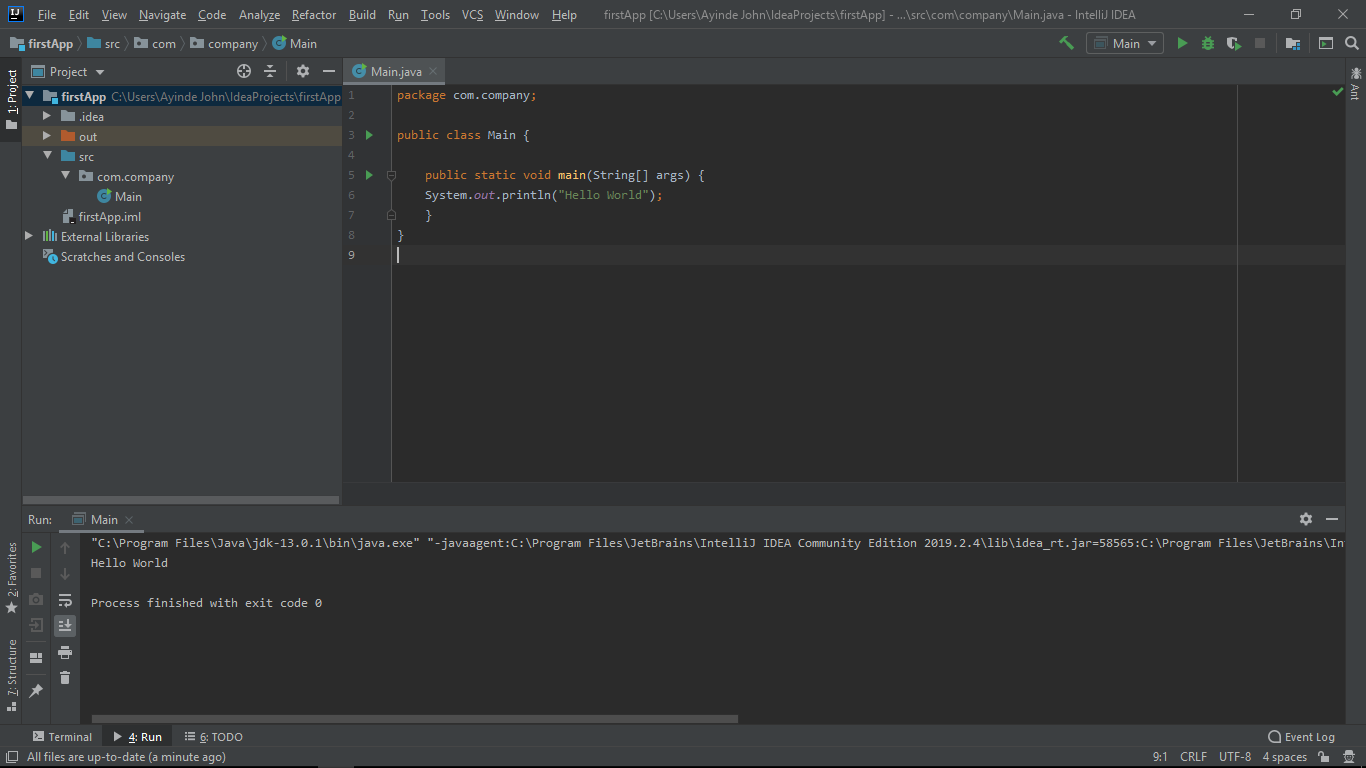 IJ File Edit View Navigate Code Analyze Refactor Build Run Tools VCS Window Help firstApp [C:\Users\Ayinde John\IdeaProjects\firstApp] - ...\src\com\company\Main.java - IntelliJ IDEA
firstApp src com company Main Main
1: Project
Project
Main.java
firstApp C:\Users\Ayinde John\IdeaProjects\firstApp
.idea
out
src
com.company
Main
firstApp.iml
External Libraries
Scratches and Consoles
1 package com.company;
2
3 public class Main {
4
5 public static void main(String[] args) {
6 System.out.println("Hello World");
7 }
8 }
9
Ant
Run: Main
"C:\Program Files\Java\jdk-13.0.1\bin\java.exe" "-javaagent:C:\Program Files\JetBrains\IntelliJ IDEA Community Edition 2019.2.4\lib\idea_rt.jar=58565:C:\Program Files\JetBrains\Int
Hello World
Process finished with exit code 0
2: Favorites
7: Structure
Terminal 4: Run 6: TODO Event Log
All files are up-to-date (a minute ago) 9:1 CRLF UTF-8 4 spaces